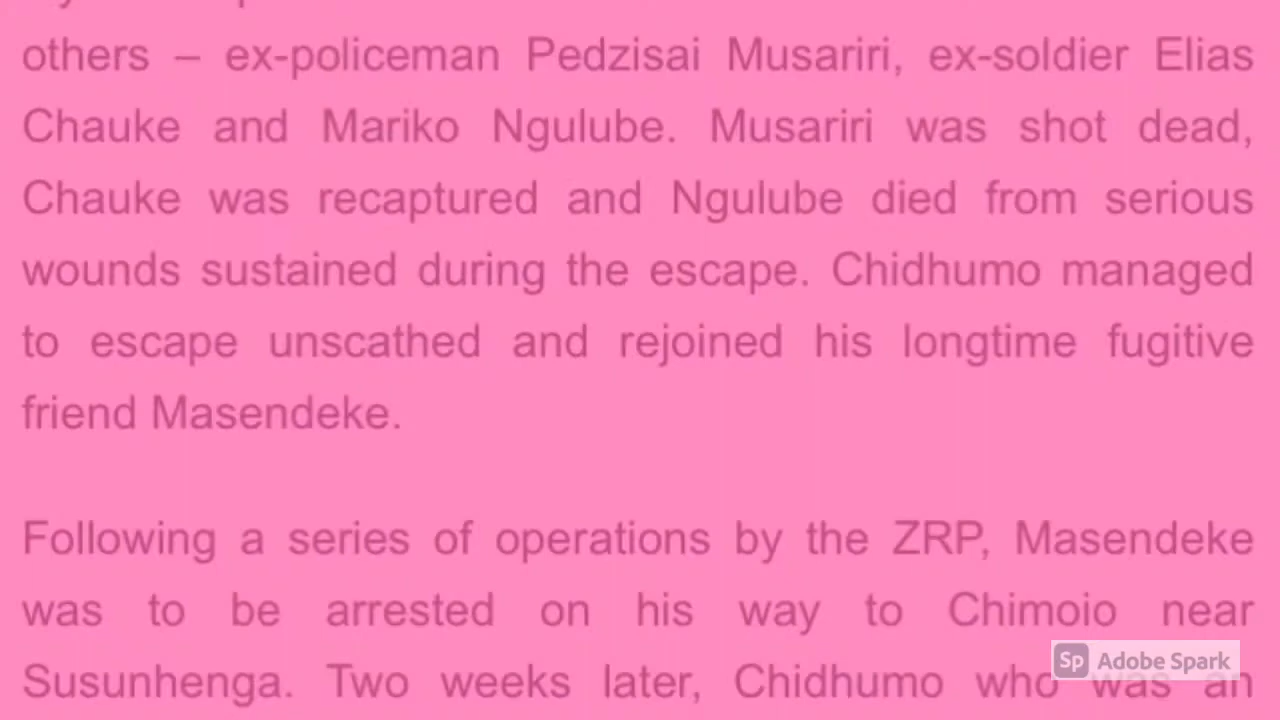 others – ex-policeman Pedzisai Musariri, ex-soldier Elias
Chauke and Mariko Ngulube. Musariri was shot dead,
Chauke was recaptured and Ngulube died from serious
wounds sustained during the escape. Chidhumo managed
to escape unscathed and rejoined his longtime fugitive
friend Masendeke.
Following a series of operations by the ZRP, Masendeke
was to be arrested on his way to Chimoio near
Susunhenga. Two weeks later, Chidhumo who was an
Sp Adobe Spark